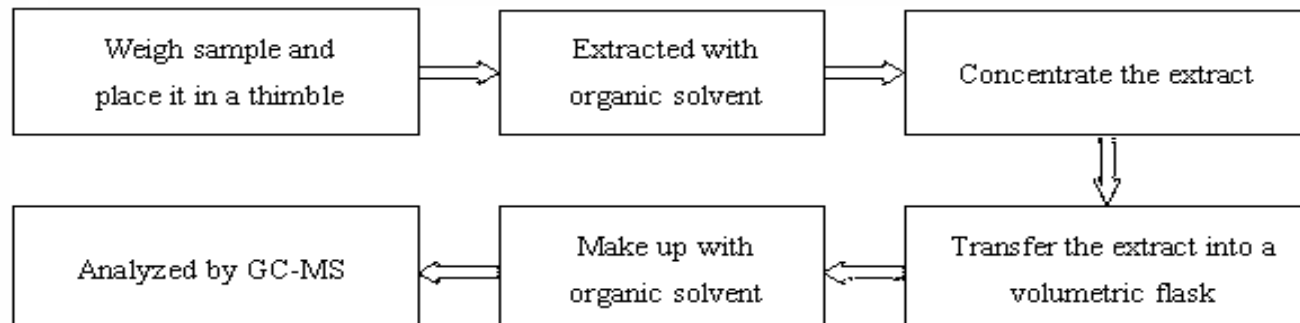 Weigh sample and
place it in a thimble
Extracted with
organic solvent
Concentrate the extract
Transfer the extract into a
volumetric flask
Make up with
organic solvent
Analyzed by GC-MS